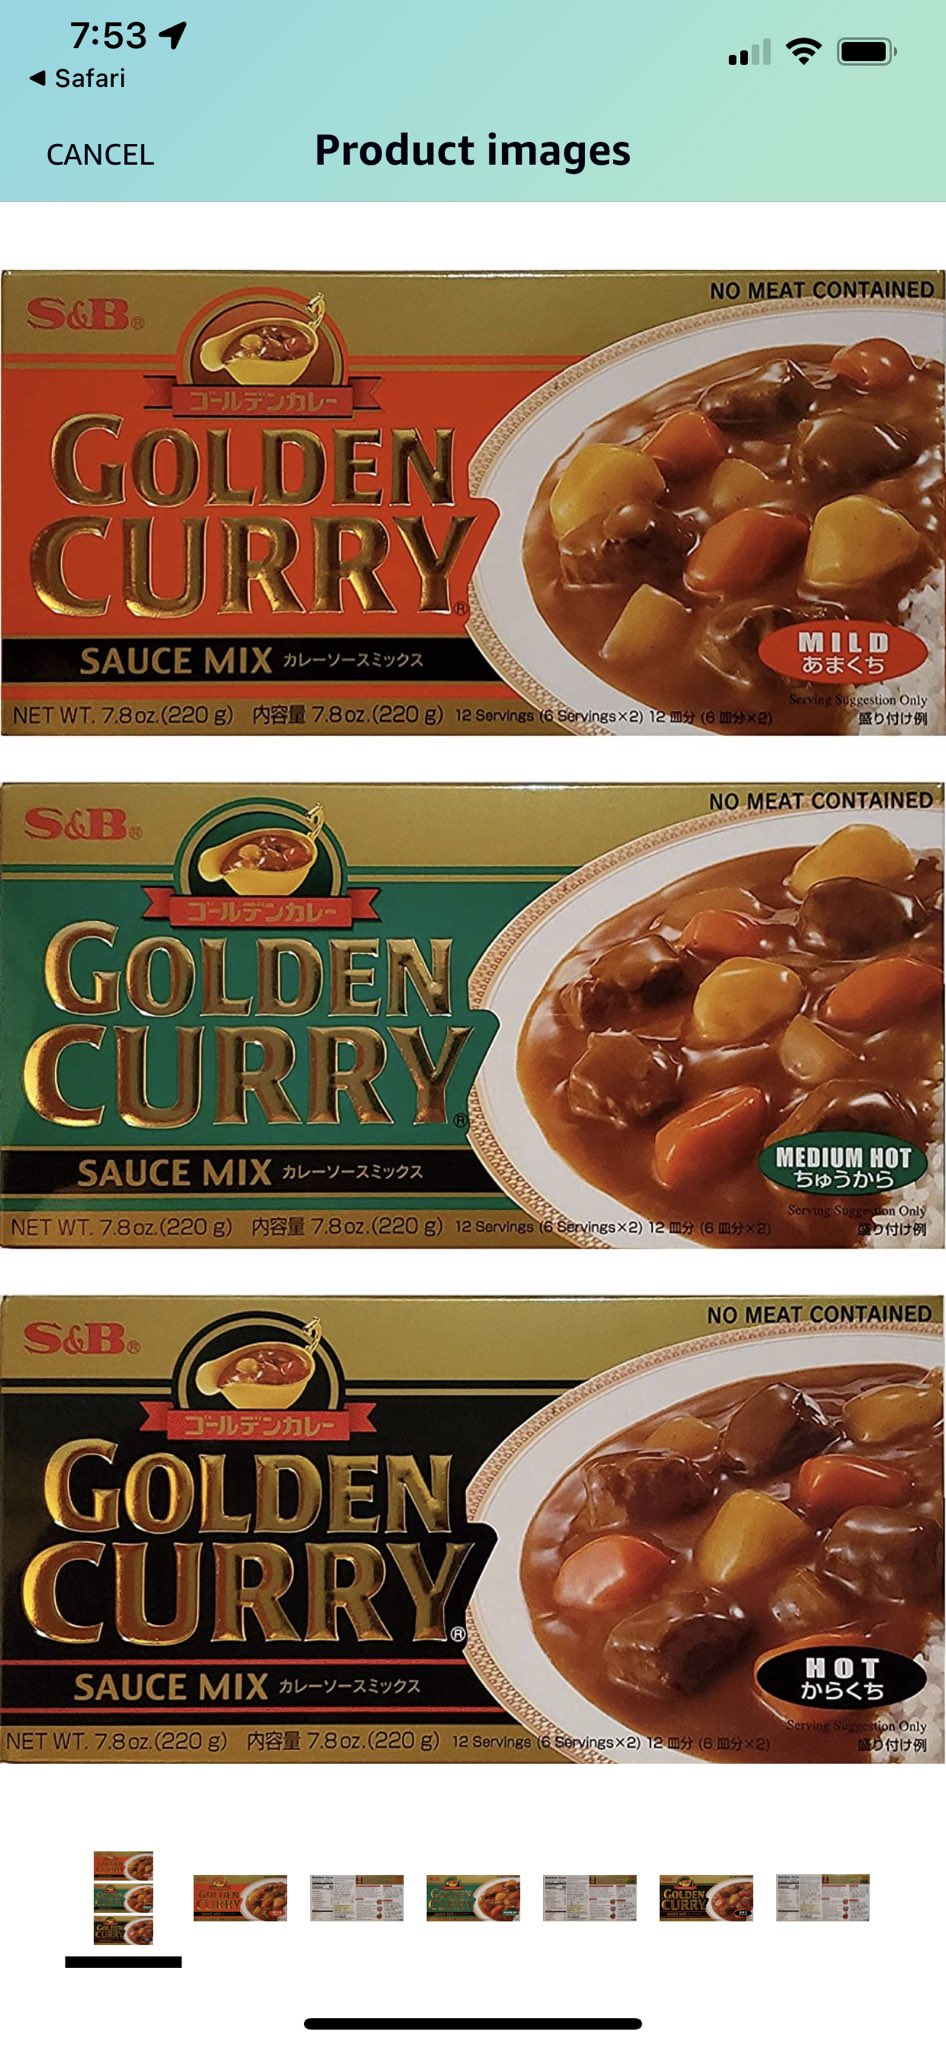 7:53
Safari
CANCEL
Product images
NO MEAT CONTAINED
S&B®
ゴールデンカレー
GOLDEN
CURRY®
SAUCE MIX カレーソースミックス
MILD
あまくち
Serving Suggestion Only
盛り付け例
NET WT. 7.8 oz.(220 g) 内容量 7.8 oz.(220 g) 12 Servings (6 Servings×2) 12 皿分 (6 皿分×2)
NO MEAT CONTAINED
S&B®
ゴールデンカレー
GOLDEN
CURRY®
SAUCE MIX カレーソースミックス
MEDIUM HOT
ちゅうから
Serving Suggestion Only
盛り付け例
NET WT. 7.8 oz.(220 g) 内容量 7.8 oz.(220 g) 12 Servings (6 Servings×2) 12 皿分 (6 皿分×2)
NO MEAT CONTAINED
S&B®
ゴールデンカレー
GOLDEN
CURRY®
SAUCE MIX カレーソースミックス
HOT
からくち
Serving Suggestion Only
盛り付け例
NET WT. 7.8 oz.(220 g) 内容量 7.8 oz.(220 g) 12 Servings (6 Servings×2) 12 皿分 (6 皿分×2)
GOLDEN
CURRY
GOLDEN
CURRY
GOLDEN
CURRY